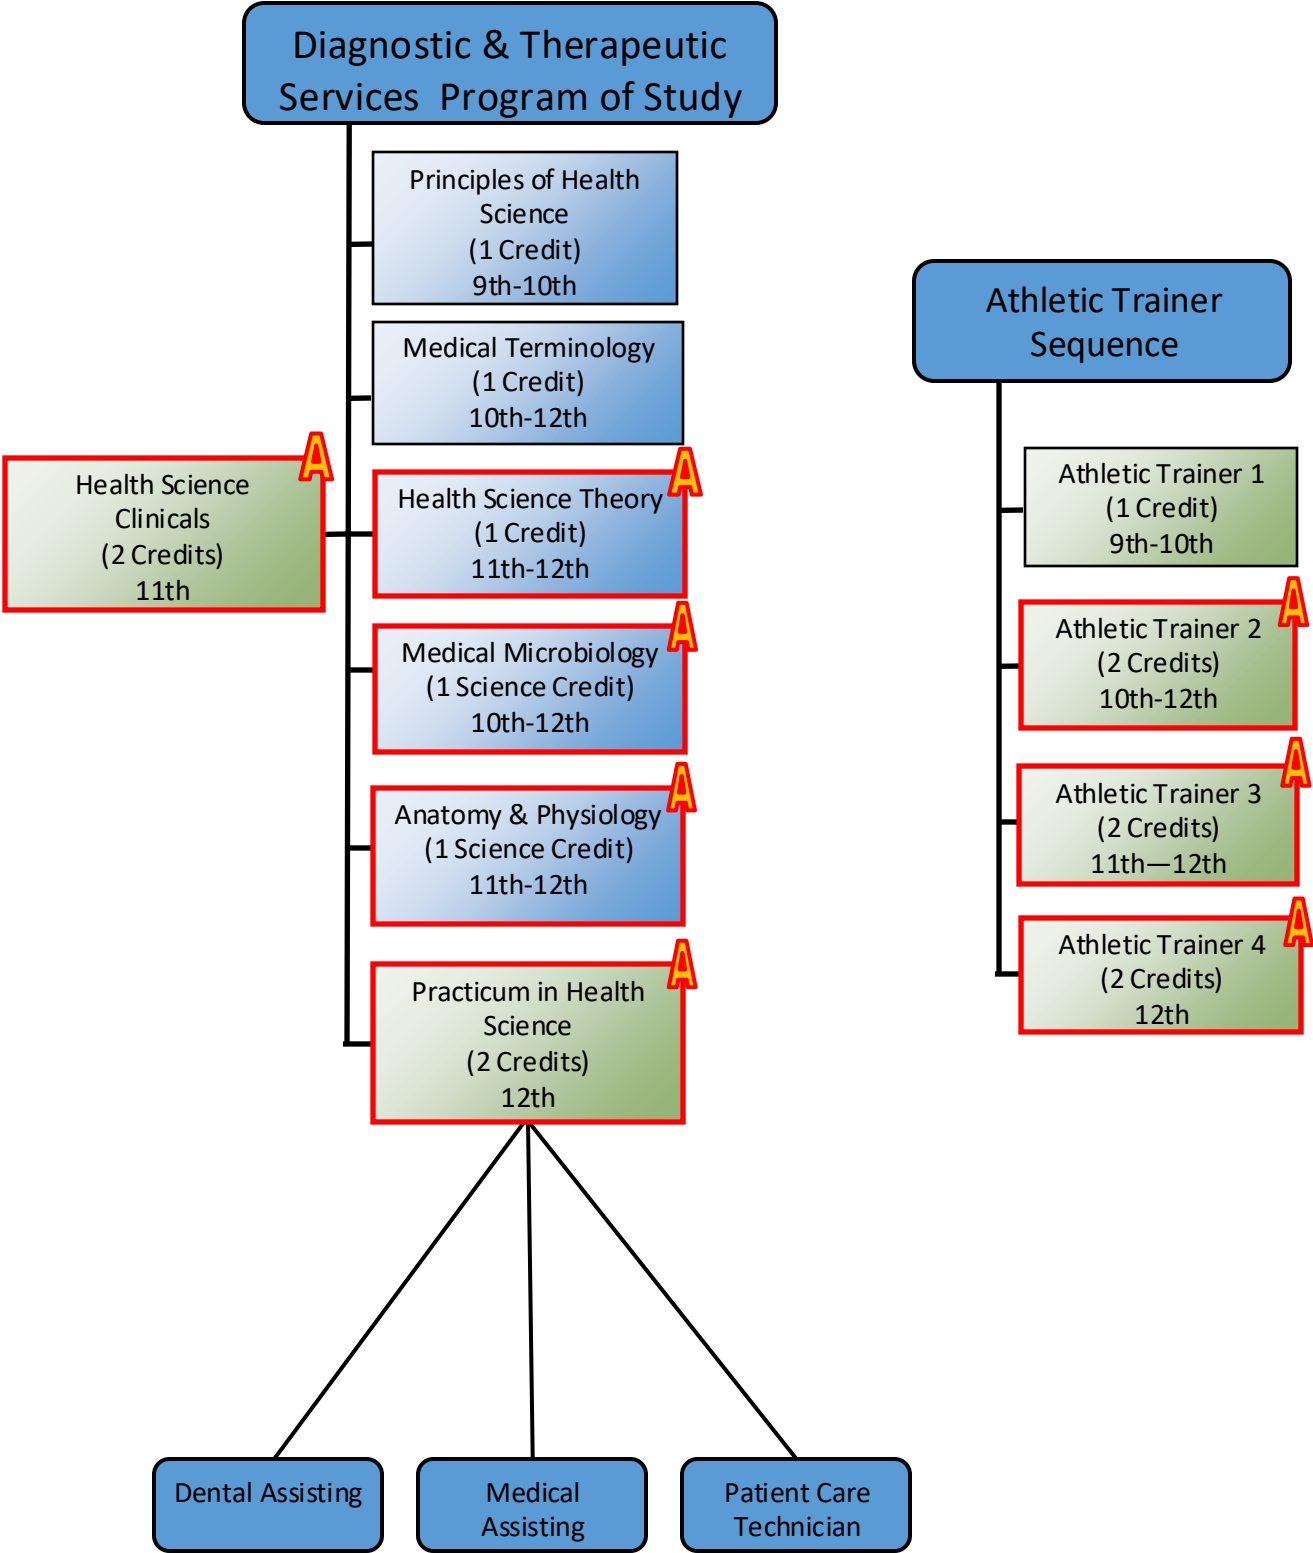 Diagnostic & Therapeutic
Services Program of Study
Principles of Health
Science
(1 Credit)
9th-10th
Medical Terminology
(1 Credit)
10th-12th
A
Health Science
Clinicals
(2 Credits)
11th
A
Health Science Theory
(1 Credit)
11th-12th
A
Medical Microbiology
(1 Science Credit)
10th-12th
A
Anatomy & Physiology
(1 Science Credit)
11th-12th
A
Practicum in Health
Science
(2 Credits)
12th
Dental Assisting
Medical
Assisting
Patient Care
Technician
Athletic Trainer
Sequence
Athletic Trainer 1
(1 Credit)
9th-10th
A
Athletic Trainer 2
(2 Credits)
10th-12th
A
Athletic Trainer 3
(2 Credits)
11th—12th
A
Athletic Trainer 4
(2 Credits)
12th